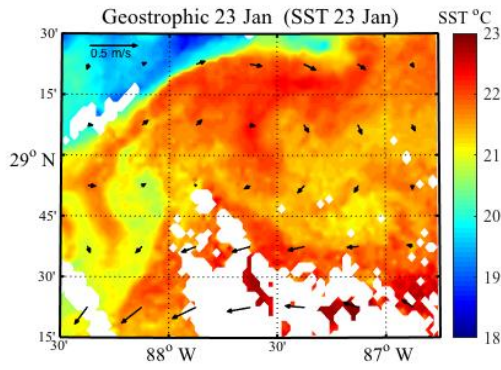 Geostrophic 23 Jan (SST 23 Jan)
SST °C
30'
0.5 m/s
15'
29° N
45'
30'
15'
30'
88° W
30'
87° W
23
22
21
20
19
18